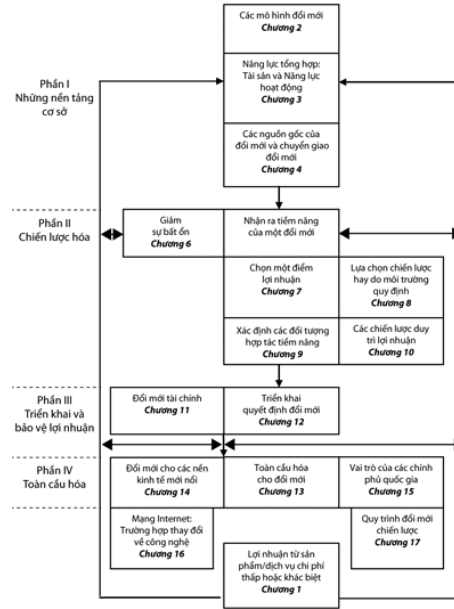 Các mô hình đổi mới
Chương 2
Năng lực tổng hợp:
Tài sản và Năng lực
hoạt động
Chương 3
Phần I
Những nền tảng
cơ sở
Các nguồn gốc của
đổi mới và chuyển giao
đổi mới
Chương 4
Phần II
Chiến lược hóa
Giảm
sự bất ổn
Chương 6
Nhận ra tiềm năng
của một đổi mới
Chọn một điểm
lợi nhuận
Chương 7
Lựa chọn chiến lược
hay do môi trường
quy định
Chương 8
Xác định các đối tượng
hợp tác tiềm năng
Chương 9
Các chiến lược duy
trì lợi nhuận
Chương 10
Phần III
Triển khai và
bảo vệ lợi nhuận
Đổi mới tài chính
Chương 11
Triển khai
quyết định đổi mới
Chương 12
Phần IV
Toàn cầu hóa
Đổi mới cho các nền
kinh tế mới nổi
Chương 14
Toàn cầu hóa
cho đổi mới
Chương 13
Vai trò của các chính
phủ quốc gia
Chương 15
Mạng Internet:
Trường hợp thay đổi
về công nghệ
Chương 16
Quy trình đổi mới
chiến lược
Chương 17
Lợi nhuận từ sản
phẩm/dịch vụ chi phí
thấp hoặc khác biệt
Chương 1